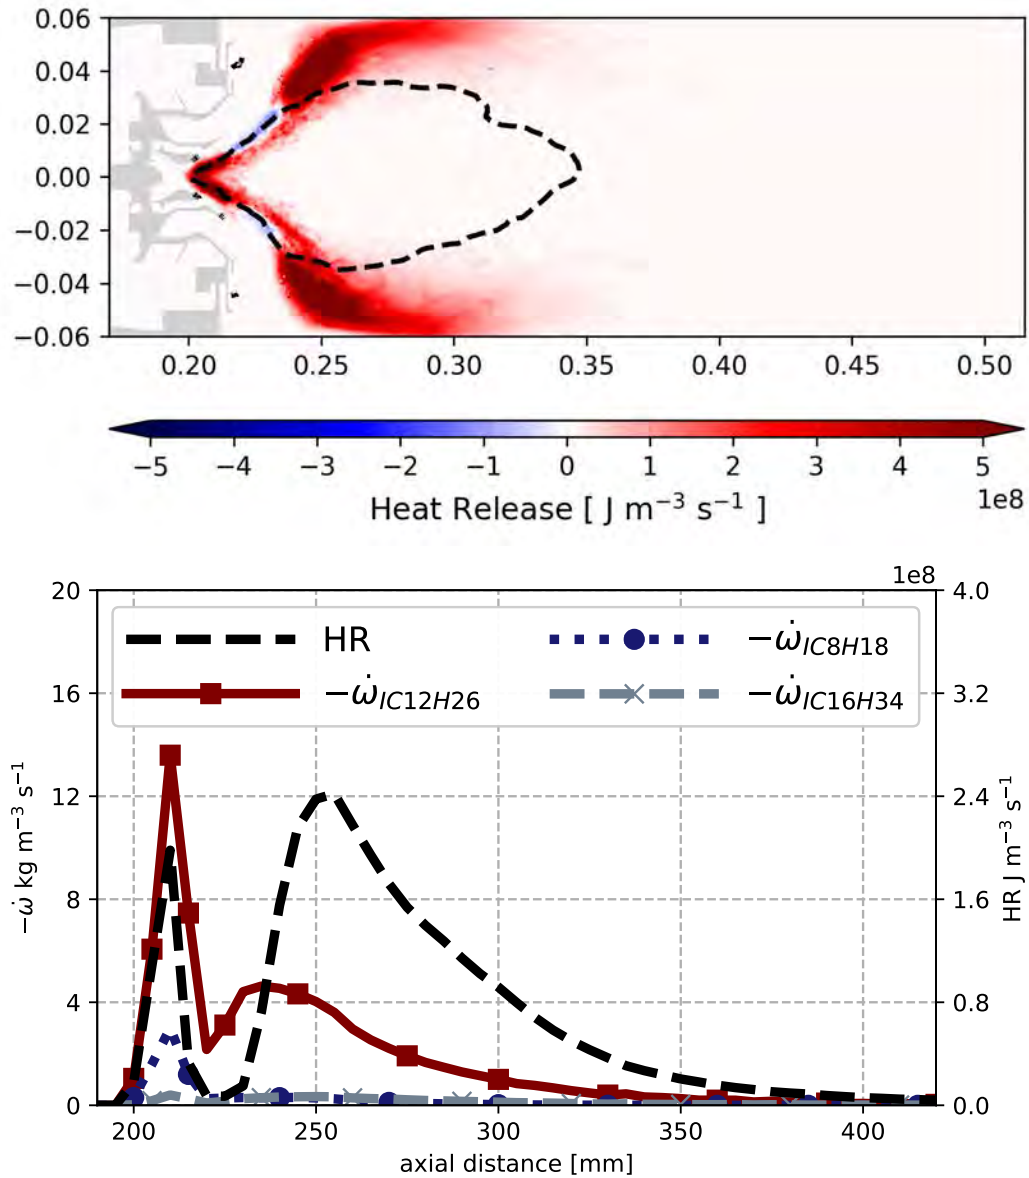 0.06
0.04
0.02
0.00
−0.02
−0.04
−0.06
0.20 0.25 0.30 0.35 0.40 0.45 0.50
−5 −4 −3 −2 −1 0 1 2 3 4 5
1e8
Heat Release [ J m⁻³ s⁻¹ ]
1e8
20 4.0
HR −ω̇_IC8H18
−ω̇_IC12H26 −ω̇_IC16H34
16 3.2
12 2.4
8 1.6
4 0.8
0 0.0
−ω̇ kg m⁻³ s⁻¹
HR J m⁻³ s⁻¹
200 250 300 350 400
axial distance [mm]